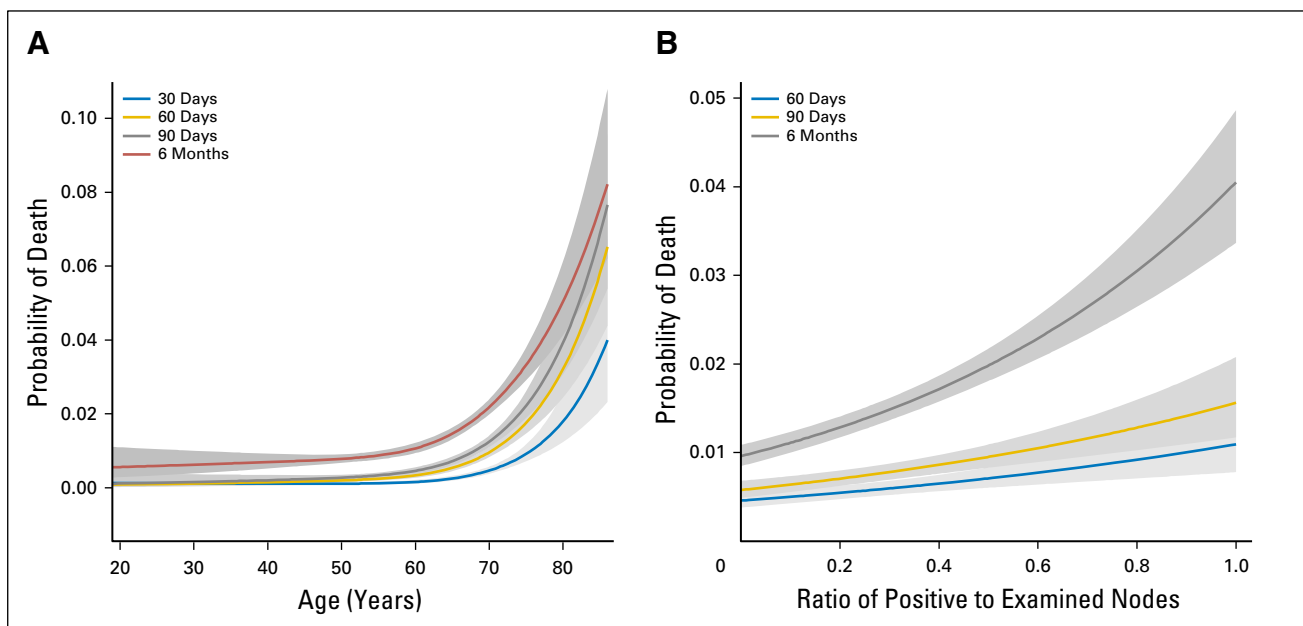 A
30 Days
60 Days
90 Days
6 Months
Probability of Death
0.10
0.08
0.06
0.04
0.02
0.00
20 30 40 50 60 70 80
Age (Years)
B
60 Days
90 Days
6 Months
Probability of Death
0.05
0.04
0.03
0.02
0.01
0 0.2 0.4 0.6 0.8 1.0
Ratio of Positive to Examined Nodes